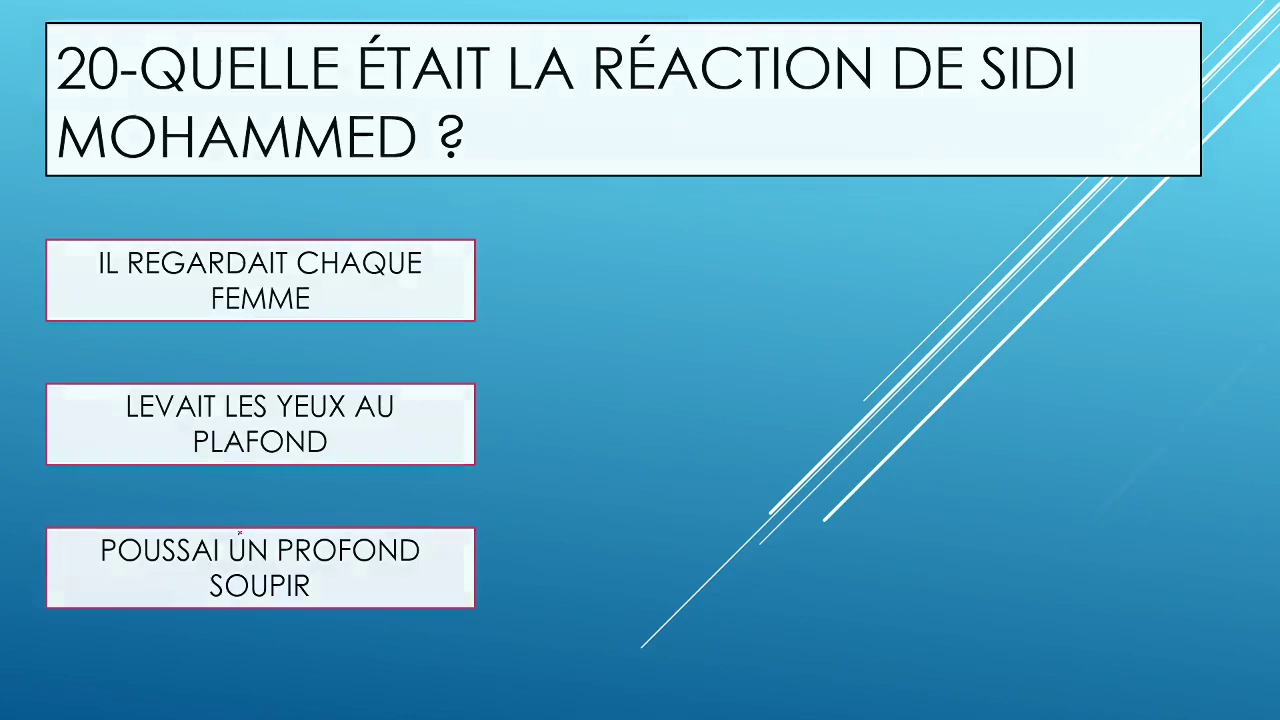 20-QUELLE ÉTAIT LA RÉACTION DE SIDI
MOHAMMED ?
IL REGARDAIT CHAQUE
FEMME
LEVAIT LES YEUX AU
PLAFOND
POUSSAI UN PROFOND
SOUPIR